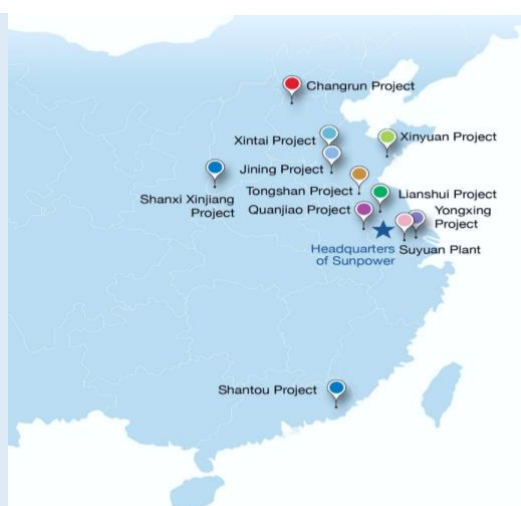 Changrun Project
Xintai Project
Xinyuan Project
Jining Project
Tongshan Project
Lianshui Project
Shanxi Xinjiang
Project
Quanjiao Project
Yongxing
Project
Headquarters
of Sunpower
Suyuan Plant
Shantou Project